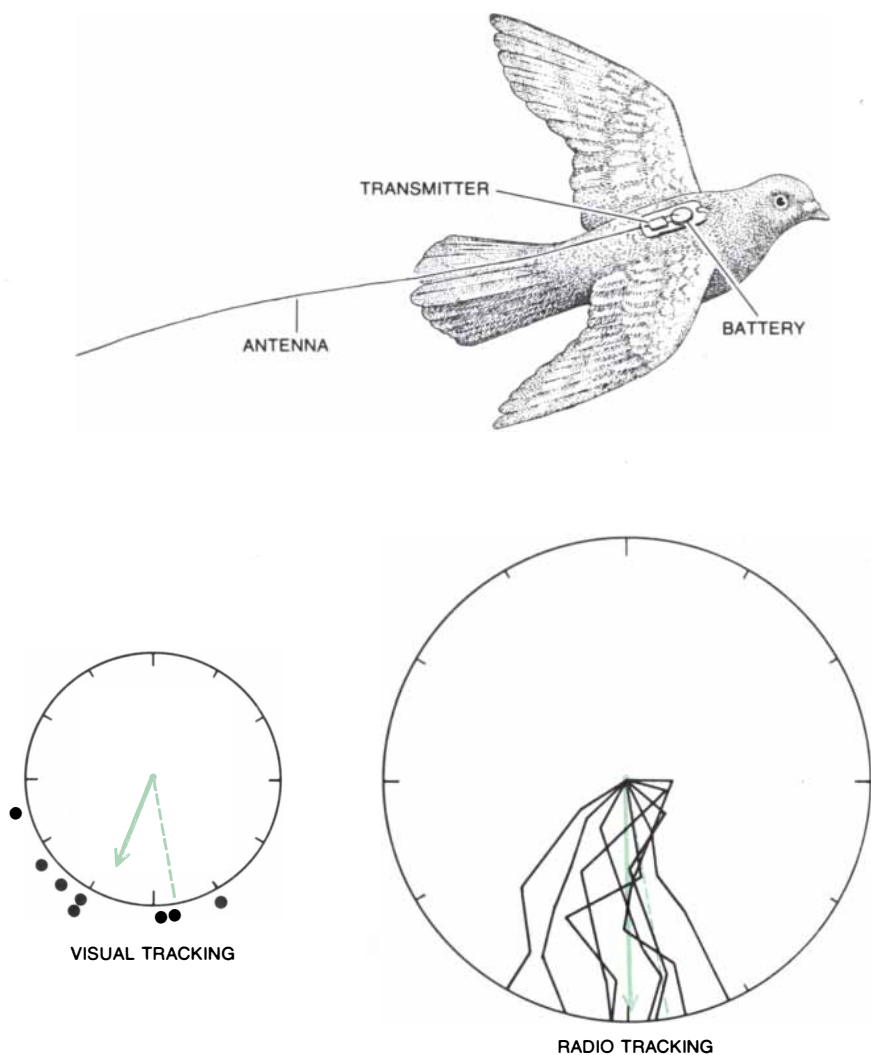 TRANSMITTER
BATTERY
ANTENNA
VISUAL TRACKING
RADIO TRACKING